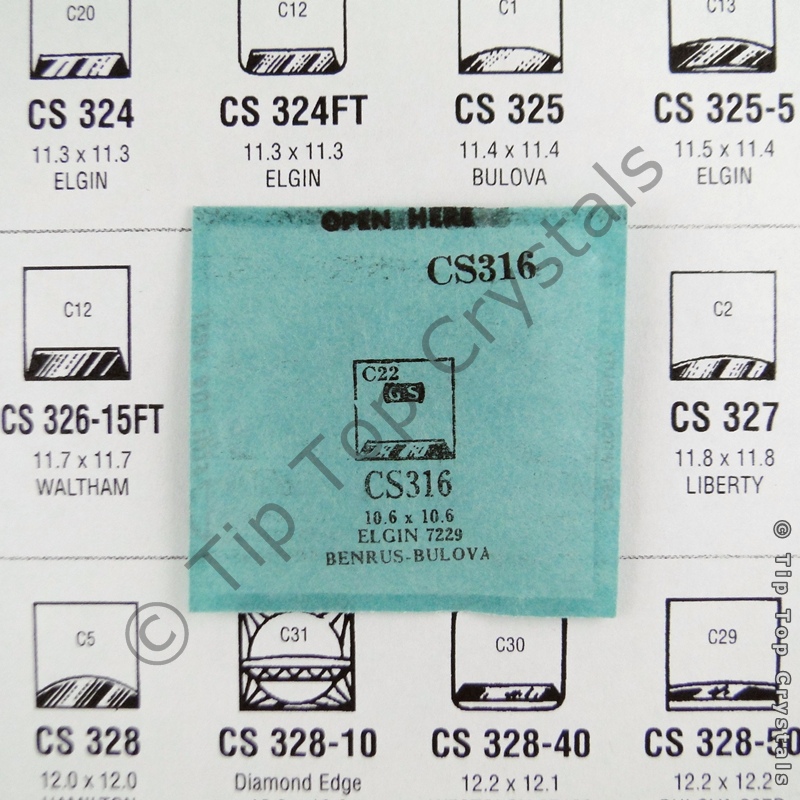 C20 C12 C1 C13
CS 324 CS 324FT CS 325 CS 325-5
11.3 x 11.3 11.3 x 11.3 11.4 x 11.4 11.5 x 11.4
ELGIN ELGIN BULOVA ELGIN
OPEN HERE
CS316
C12
CS 326-15FT
11.7 x 11.7
WALTHAM
C22
GS
CS316
10.6 x 10.6
ELGIN 7229
BENRUS-BULOVA
C2
CS 327
11.8 x 11.8
LIBERTY
C5 C31 C30 C29
CS 328 CS 328-10 CS 328-40 CS 328-50
12.0 x 12.0 Diamond Edge 12.2 x 12.1 12.2 x 12.2
HAMILTON
© Tip Top Crystals
© Tip Top Crystals